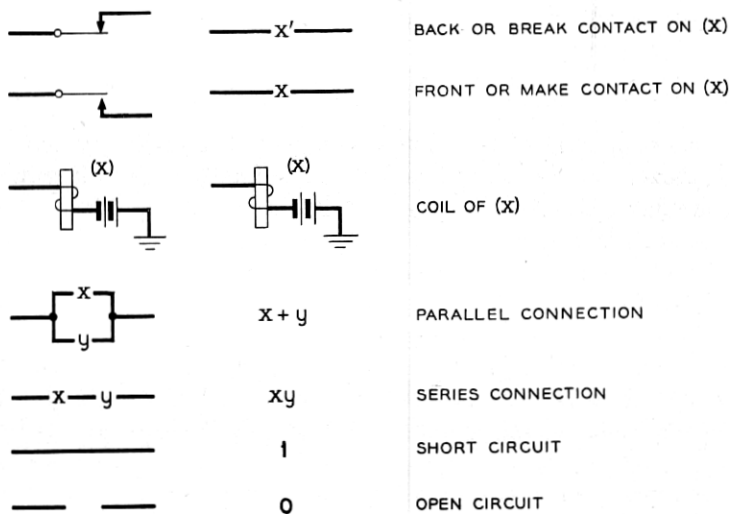 X′ BACK OR BREAK CONTACT ON (X)
X FRONT OR MAKE CONTACT ON (X)
(X) (X)
COIL OF (X)
X
y
X + y PARALLEL CONNECTION
X y Xy SERIES CONNECTION
1 SHORT CIRCUIT
0 OPEN CIRCUIT